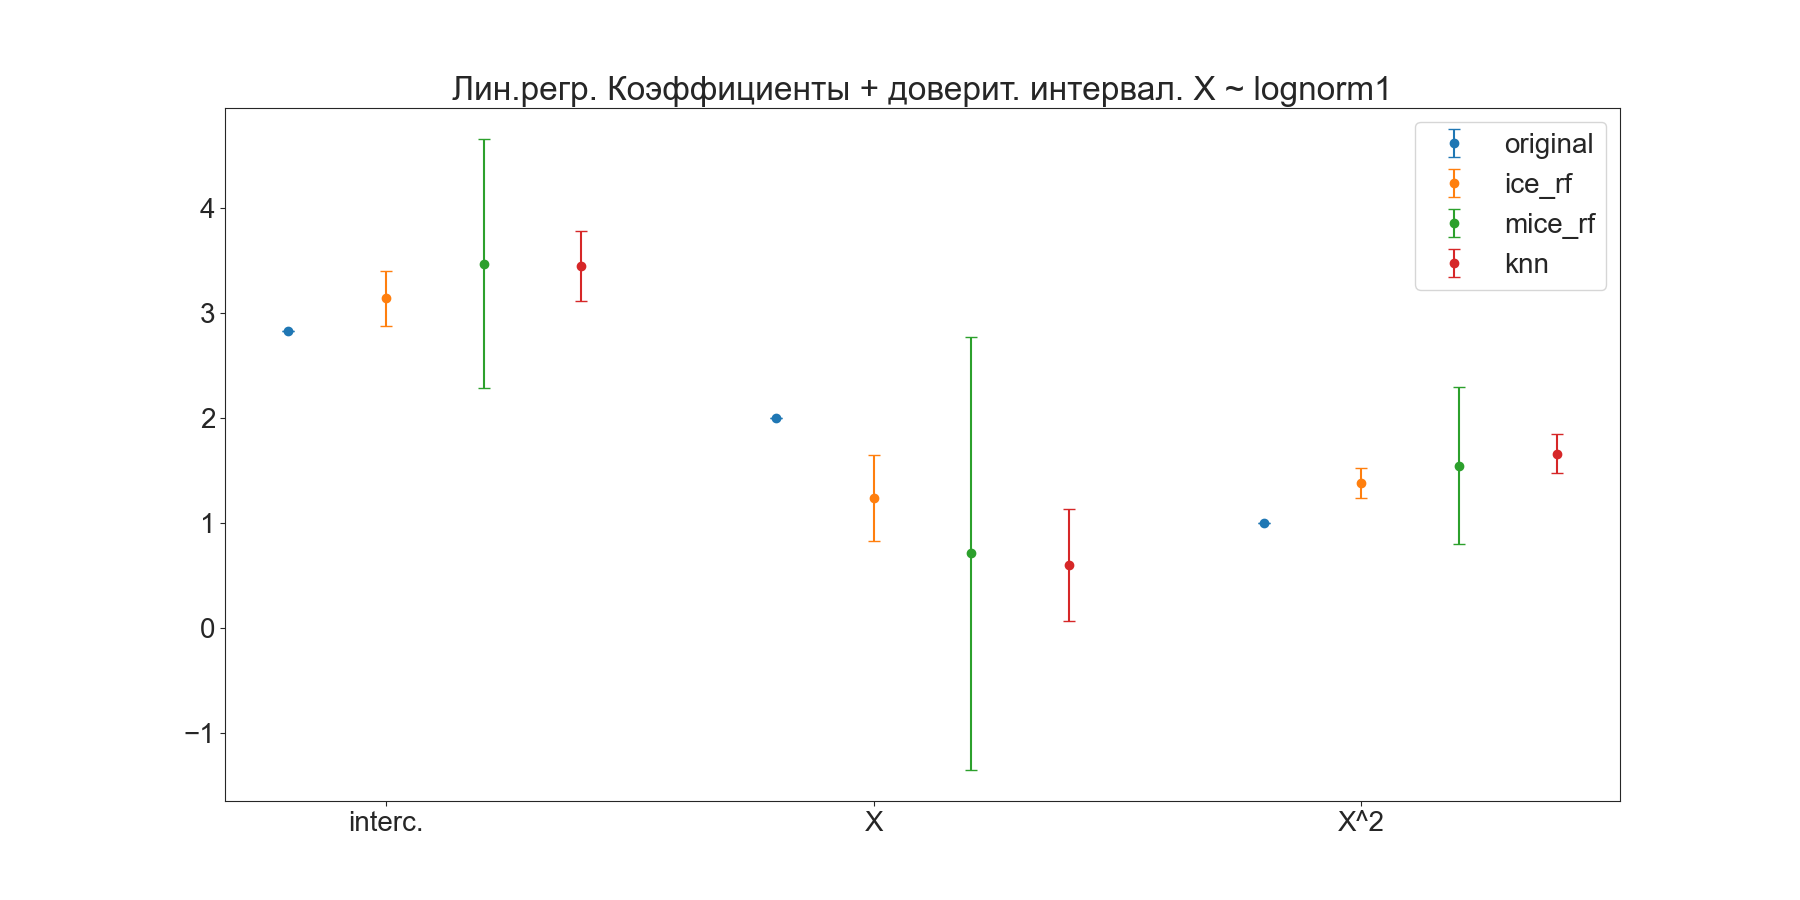 Лин.регр. Коэффициенты + доверит. интервал. X ~ lognorm1
original
ice_rf
mice_rf
knn
4
3
2
1
0
−1
interc.
X
X^2